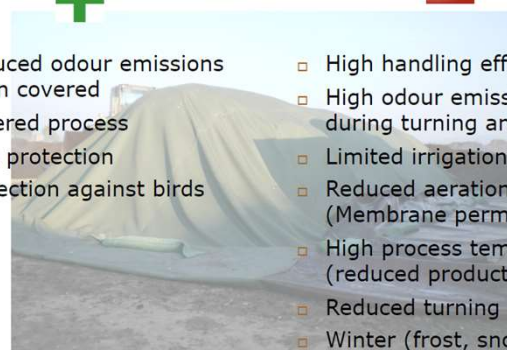 uced odour emissions
n covered
ered process
protection
ection against birds
High handling eff
High odour emiss
during turning an
Limited irrigation
Reduced aeration
(Membrane perm
High process tem
(reduced product
Reduced turning
Winter (frost, sno